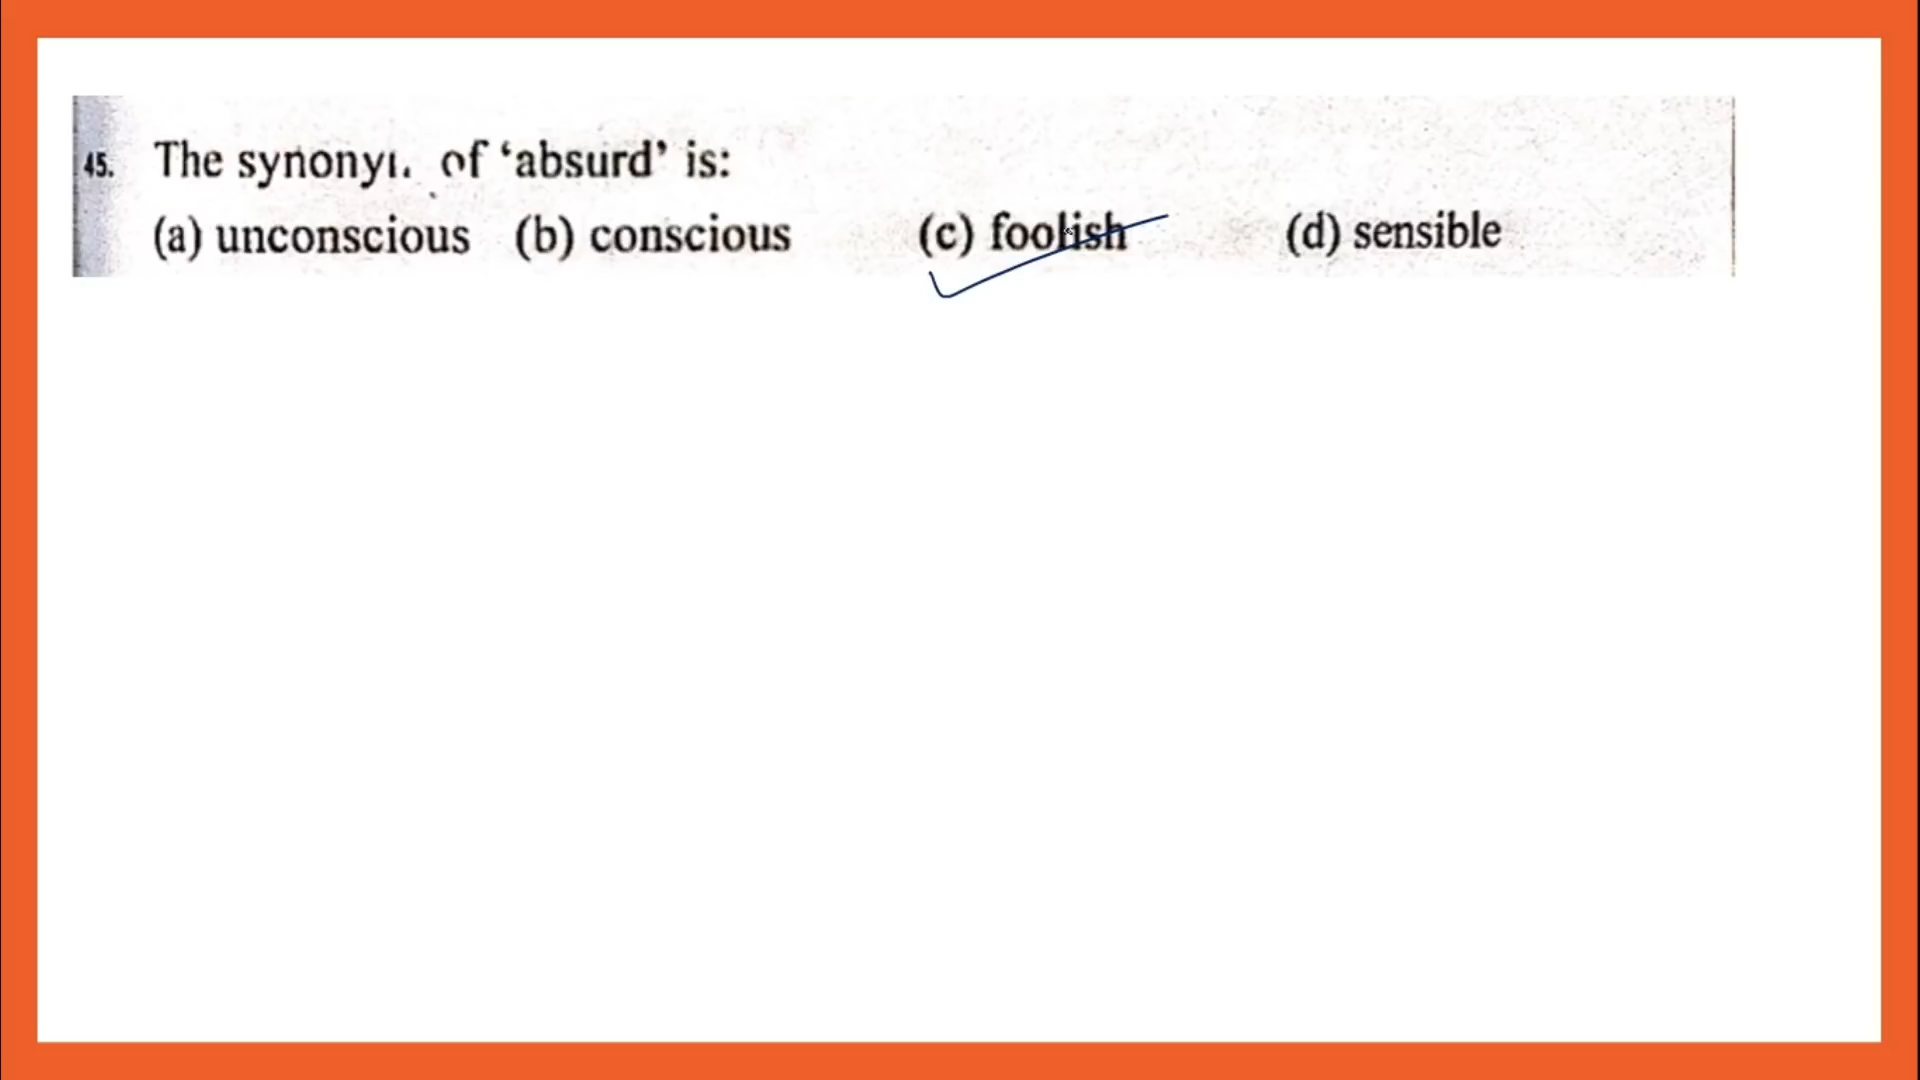 45. The synonyı. of ‘absurd’ is:
(a) unconscious (b) conscious (c) foolish (d) sensible